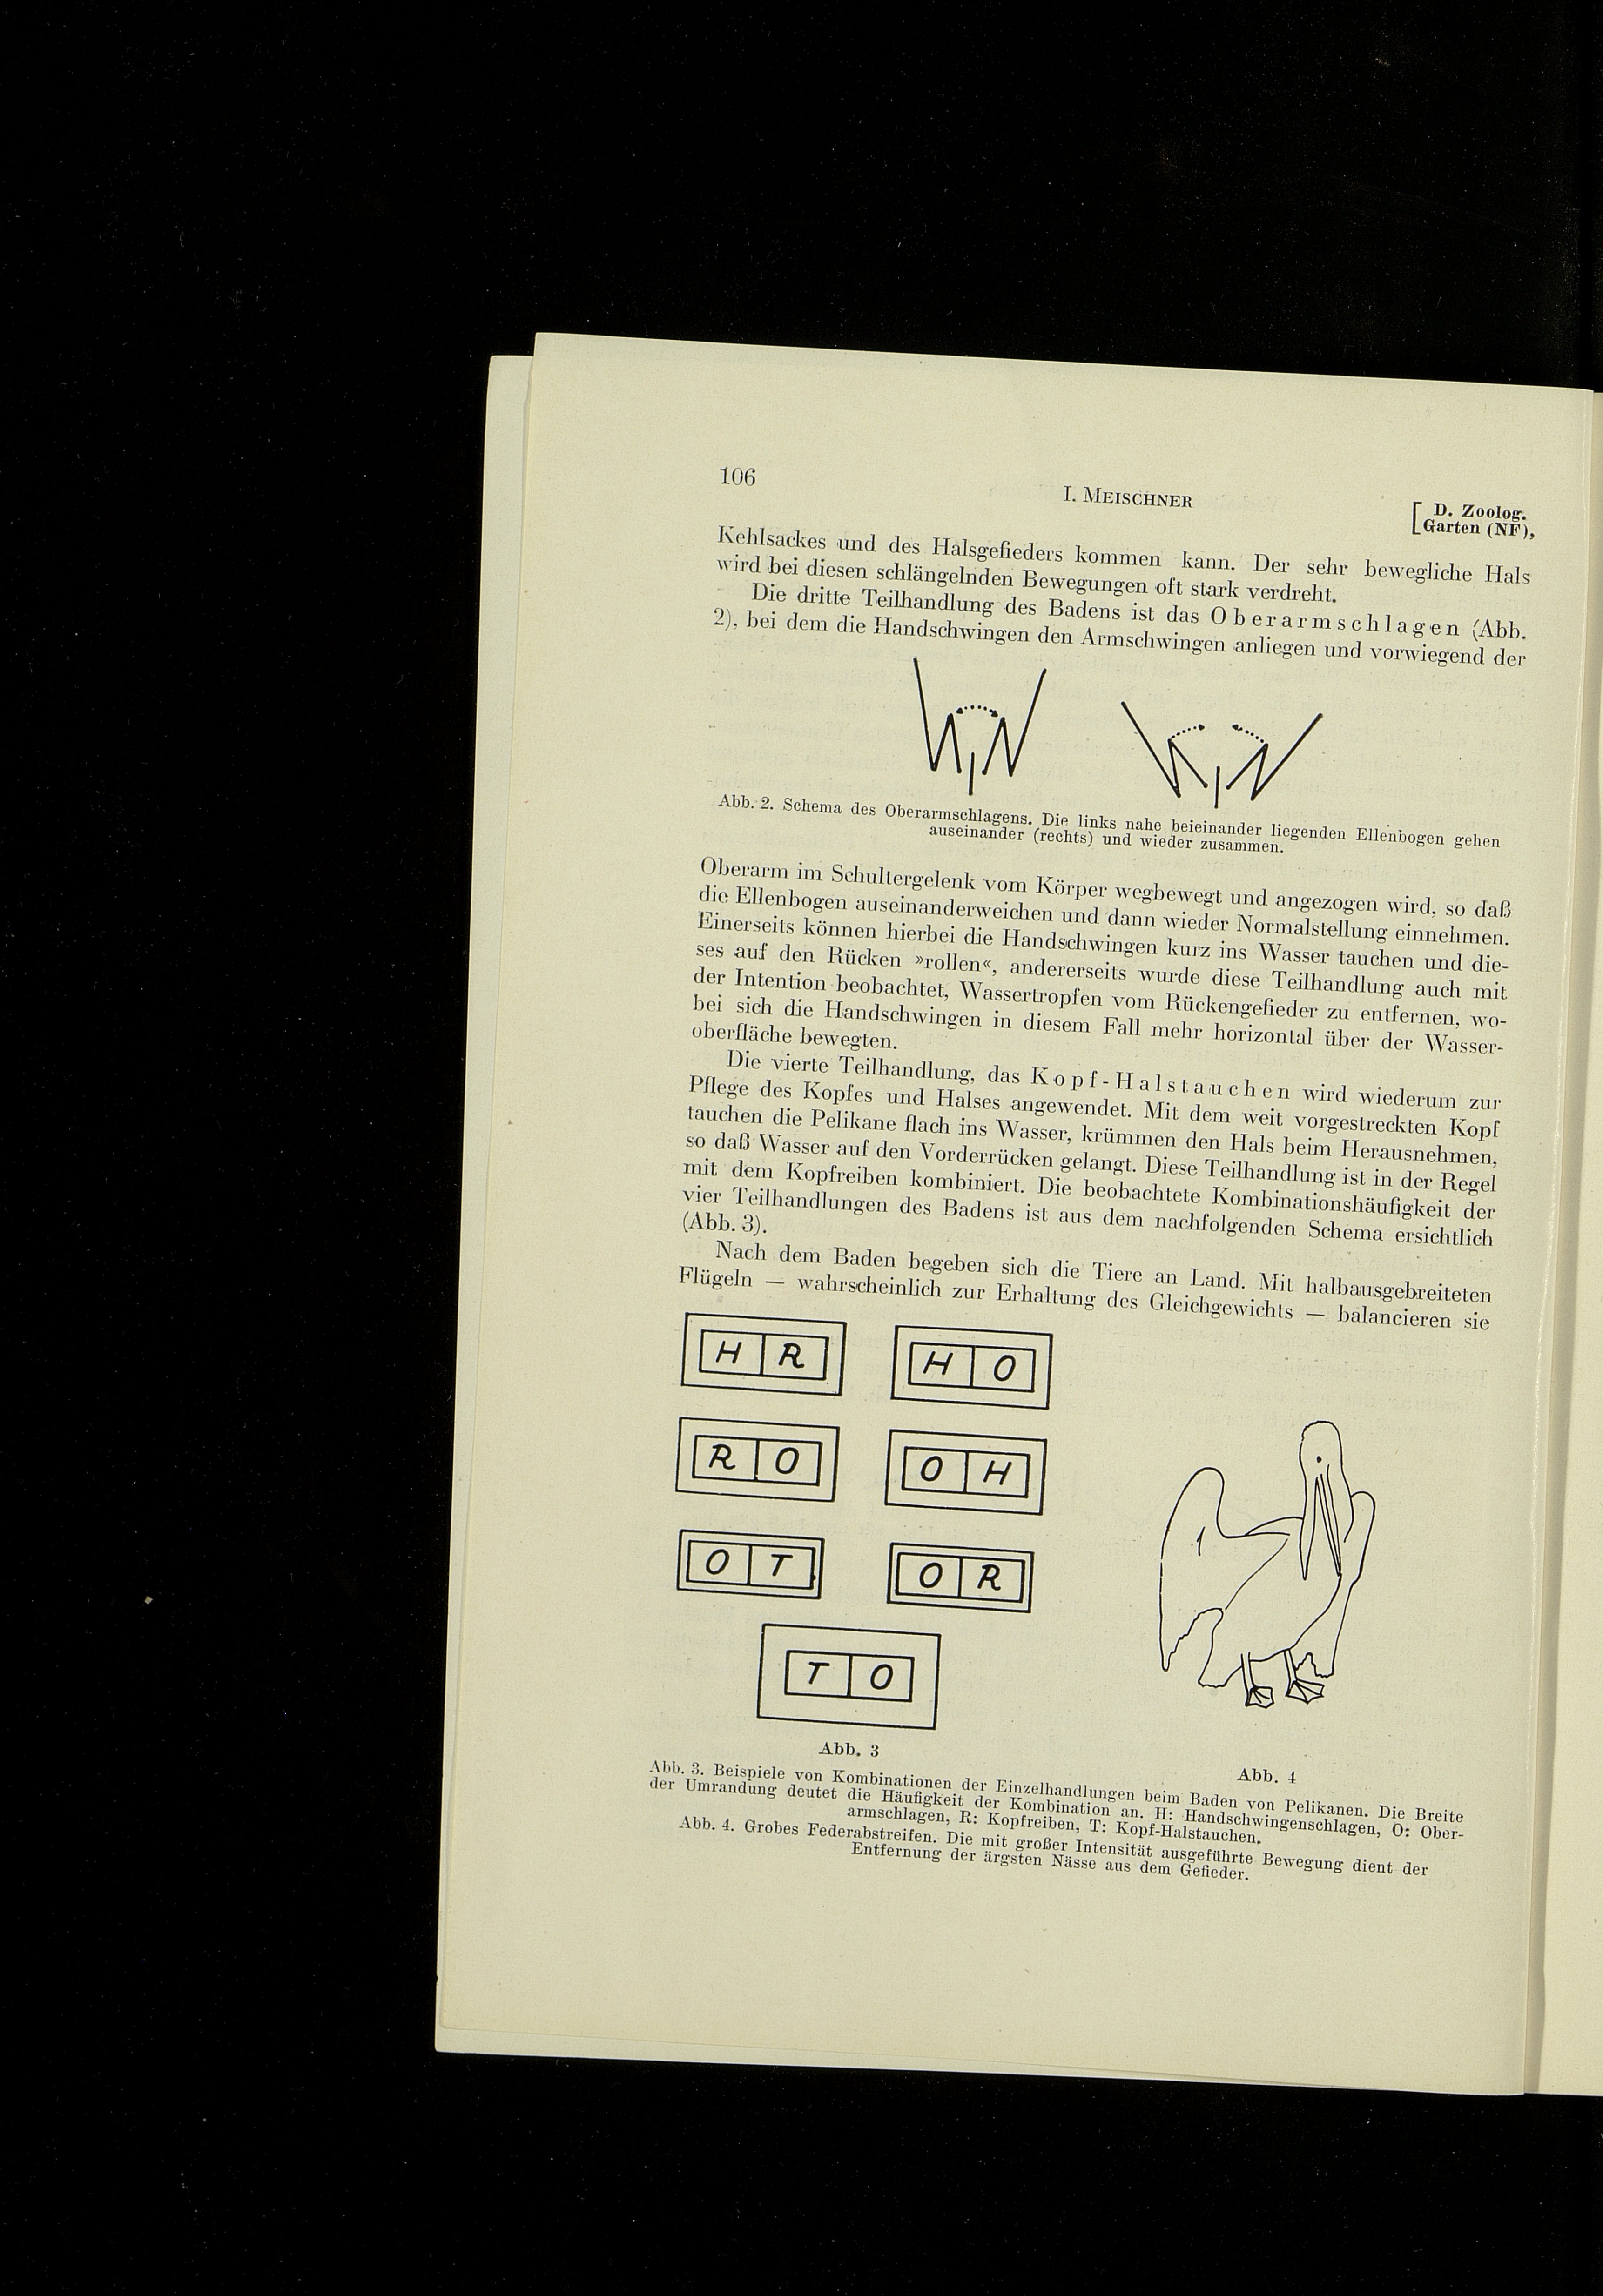 106
I. MEISCHNER
[ D. Zoolog.
Garten (NF),
Kehlsackes und des Halsgefieders kommen kann. Der sehr bewegliche Hals
wird bei diesen schlängelnden Bewegungen oft stark verdreht.
Die dritte Teilhandlung des Badens ist das Oberarmschlagen (Abb.
2), bei dem die Handschwingen den Armschwingen anliegen und vorwiegend der
Abb. 2. Schema des Oberarmschlagens. Die links nahe beieinander liegenden Ellenbogen gehen
auseinander (rechts) und wieder zusammen.
Oberarm im Schultergelenk vom Körper wegbewegt und angezogen wird, so daß
die Ellenbogen auseinanderweichen und dann wieder Normalstellung einnehmen.
Einerseits können hierbei die Handschwingen kurz ins Wasser tauchen und die-
ses auf den Rücken »rollen«, andererseits wurde diese Teilhandlung auch mit
der Intention beobachtet, Wassertropfen vom Rückengefieder zu entfernen, wo-
bei sich die Handschwingen in diesem Fall mehr horizontal über der Wasser-
oberfläche bewegten.
Die vierte Teilhandlung, das Kopf-Halstauchen wird wiederum zur
Pflege des Kopfes und Halses angewendet. Mit dem weit vorgestreckten Kopf
tauchen die Pelikane flach ins Wasser, krümmen den Hals beim Herausnehmen,
so daß Wasser auf den Vorderrücken gelangt. Diese Teilhandlung ist in der Regel
mit dem Kopfreiben kombiniert. Die beobachtete Kombinationshäufigkeit der
vier Teilhandlungen des Badens ist aus dem nachfolgenden Schema ersichtlich
(Abb. 3).
Nach dem Baden begeben sich die Tiere an Land. Mit halbausgebreiteten
Flügeln — wahrscheinlich zur Erhaltung des Gleichgewichts — balancieren sie
H R H O
R O O H
O T O R
T O
Abb. 3
Abb. 4
Abb. 3. Beispiele von Kombinationen der Einzelhandlungen beim Baden von Pelikanen. Die Breite
der Umrandung deutet die Häufigkeit der Kombination an. H: Handschwingenschlagen, O: Ober-
armschlagen, R: Kopfreiben, T: Kopf-Halstauchen.
Abb. 4. Grobes Federabstreifen. Die mit großer Intensität ausgeführte Bewegung dient der
Entfernung der ärgsten Nässe aus dem Gefieder.